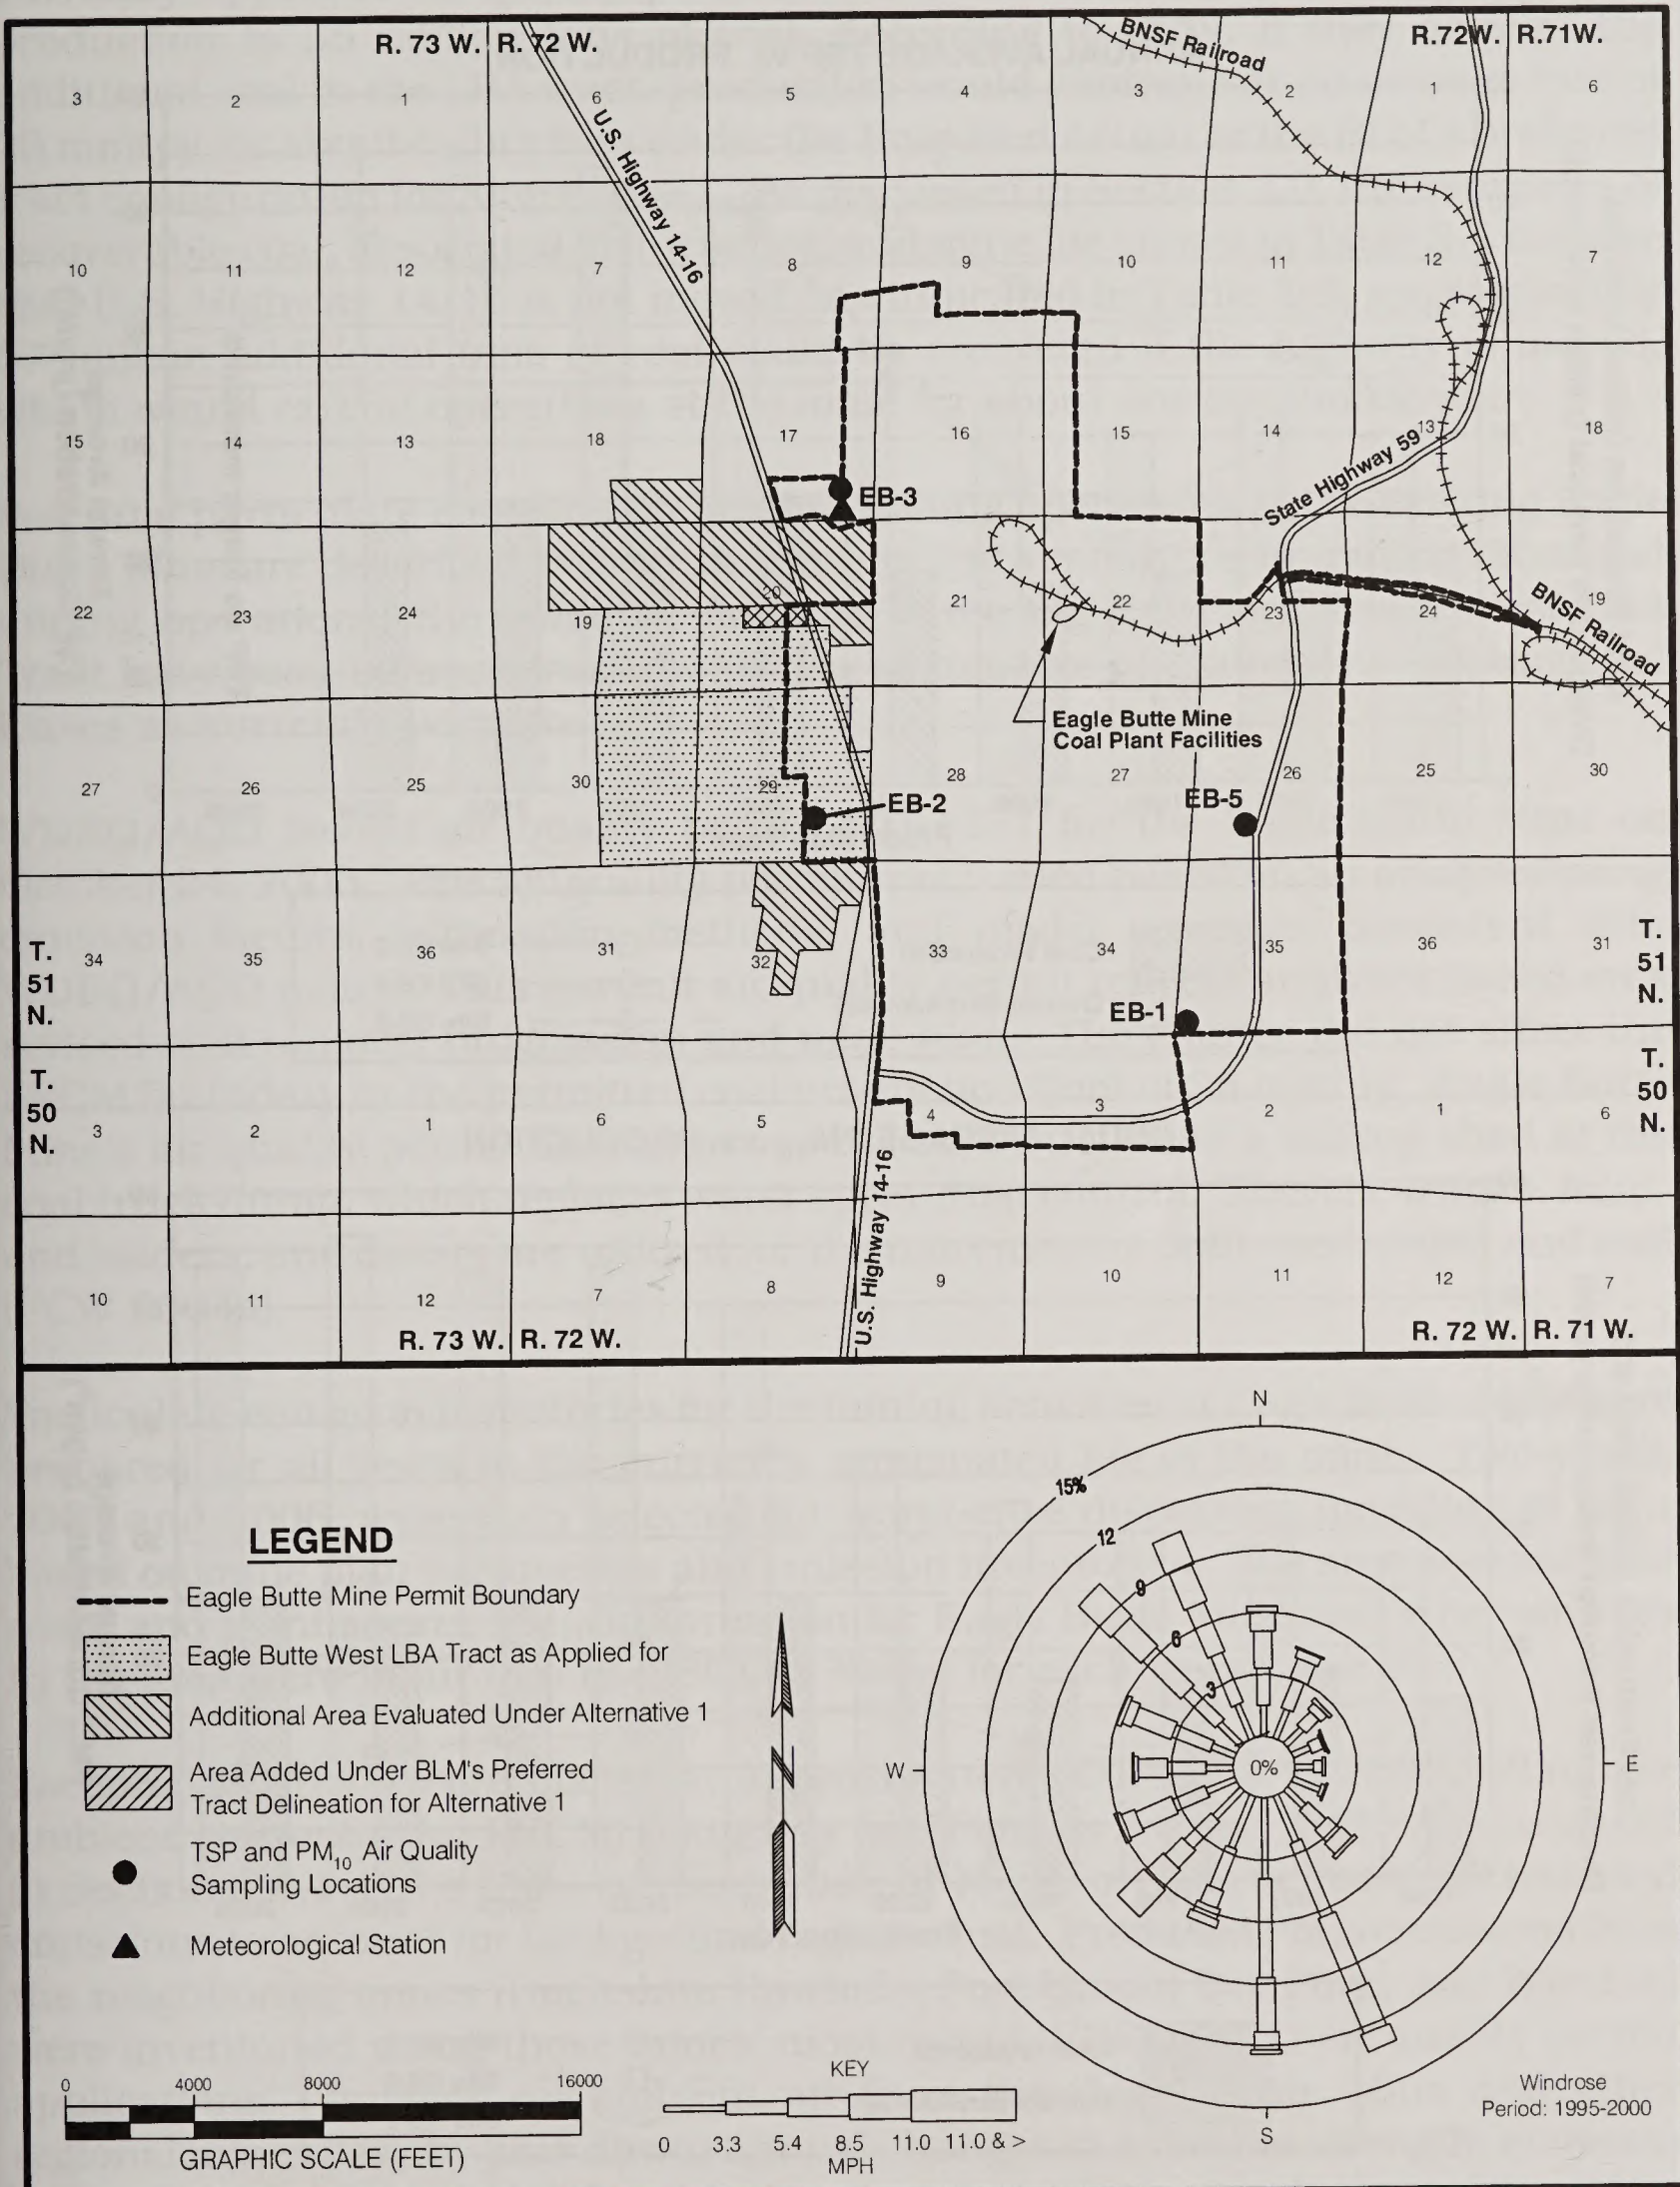 R. 73 W. R. 72 W.
R.72W. R.71W.
BNSF Railroad
3 2 1 6 5 4 3 2 1 6
U.S. Highway 14-16
10 11 12 7 8 9 10 11 12 7
15 14 13 18 17 16 15 14 13 18
State Highway 59
EB-3
22 23 24 19 20 21 22 23 24 19
BNSF Railroad
Eagle Butte Mine
Coal Plant Facilities
27 26 25 30 29 28 27 26 25 30
EB-2
EB-5
T.
51
N.
34 35 36 31 32 33 34 35 36 31
T.
51
N.
EB-1
T.
50
N.
3 2 1 6 5 4 3 2 1 6
T.
50
N.
U.S. Highway 14-16
10 11 12 7 8 9 10 11 12 7
R. 73 W. R. 72 W.
R. 72 W. R. 71 W.
LEGEND
Eagle Butte Mine Permit Boundary
Eagle Butte West LBA Tract as Applied for
Additional Area Evaluated Under Alternative 1
Area Added Under BLM's Preferred
Tract Delineation for Alternative 1
TSP and PM10 Air Quality
Sampling Locations
Meteorological Station
N
N
15%
12
9
6
3
0%
W
E
S
0 4000 8000 16000
GRAPHIC SCALE (FEET)
KEY
0 3.3 5.4 8.5 11.0 11.0 & >
MPH
Windrose
Period: 1995-2000